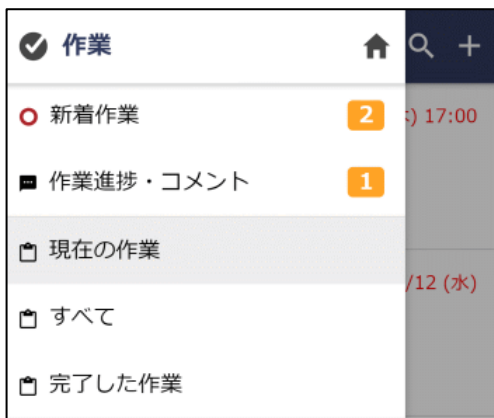 作業
新着作業 2
作業進捗・コメント 1
現在の作業
すべて
完了した作業
) 17:00
/12 (水)